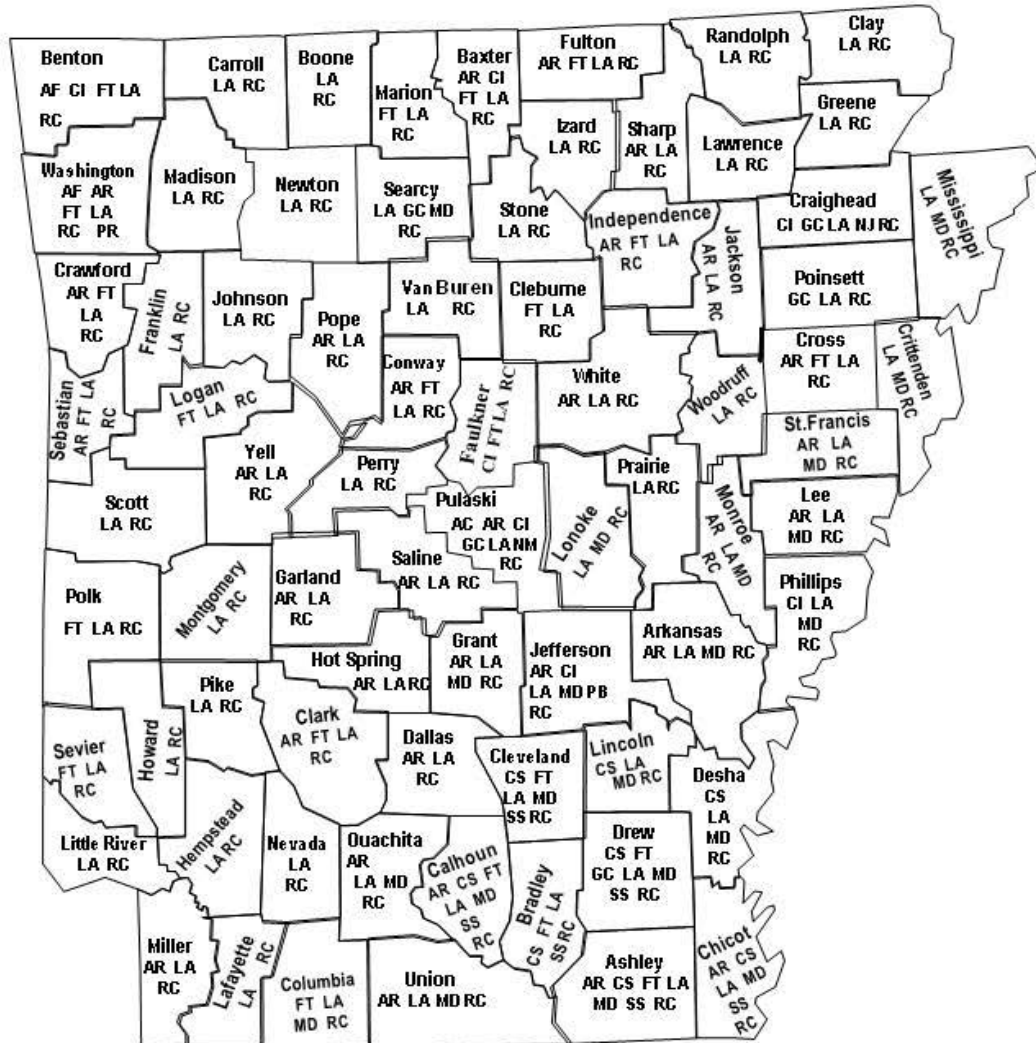 Benton
AF CI FT LA
RC
Carroll
LA RC
Boone
LA
RC
Marion
FT LA
RC
Baxter
AR CI
FT LA
RC
Fulton
AR FT LA RC
Randolph
LA RC
Clay
LA RC
Greene
LA RC
Izard
LA RC
Sharp
AR LA
RC
Lawrence
LA RC
Washington
AF AR
FT LA
RC PR
Madison
LA RC
Newton
LA RC
Searcy
LA GC MD
RC
Stone
LA RC
Independence
AR FT LA
RC
Jackson
AR LA RC
Craighead
CI GC LA NJ RC
Mississippi
LA MD RC
Crawford
AR FT
LA
RC
Franklin
LA RC
Johnson
LA RC
Pope
AR LA
RC
Van Buren
LA RC
Cleburne
FT LA
RC
Poinsett
GC LA RC
Cross
AR FT LA
RC
Crittenden
LA MD RC
Sebastian
AR FT LA
RC
Logan
FT LA RC
Conway
AR FT
LA RC
Faulkner
CI FT LA RC
White
AR LA RC
Woodruff
LA RC
St.Francis
AR LA
MD RC
Scott
LA RC
Yell
AR LA
RC
Perry
LA RC
Pulaski
AC AR CI
GC LA NM
RC
Lonoke
LA MD RC
Prairie
LA RC
Monroe
AR LA MD
RC
Lee
AR LA
MD RC
Polk
FT LA RC
Montgomery
LA RC
Garland
AR LA
RC
Saline
AR LA RC
Phillips
CI LA
MD
RC
Hot Spring
AR LA RC
Grant
AR LA
MD RC
Jefferson
AR CI
LA MD PB
RC
Arkansas
AR LA MD RC
Sevier
FT LA
RC
Howard
LA RC
Pike
LA RC
Clark
AR FT LA
RC
Dallas
AR LA
RC
Cleveland
CS FT
LA MD
SS RC
Lincoln
CS LA
MD RC
Desha
CS
LA
MD
RC
Little River
LA RC
Hempstead
LA RC
Nevada
LA
RC
Ouachita
AR
LA MD
RC
Calhoun
AR CS FT
LA MD
SS
RC
Bradley
CS FT LA
SS RC
Drew
CS FT
GC LA MD
SS RC
Miller
AR LA
RC
Lafayette
LA RC
Columbia
FT LA
MD RC
Union
AR LA MD RC
Ashley
AR CS FT LA
MD SS RC
Chicot
AR CS
LA MD
SS
RC